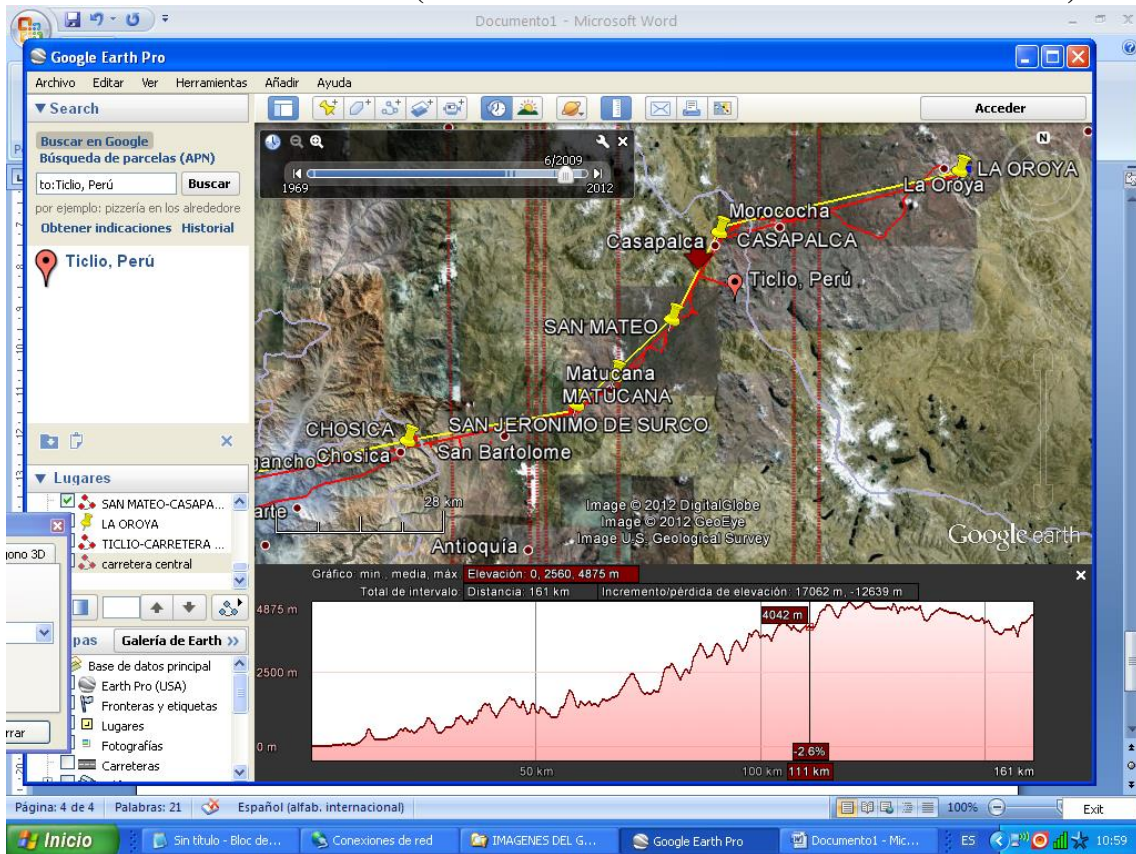 Documento1 - Microsoft Word
Google Earth Pro
Archivo Editar Ver Herramientas Añadir Ayuda
Search
Acceder
Buscar en Google
Búsqueda de parcelas (APN)
to:Ticlio, Perú
Buscar
por ejemplo: pizzería en los alrededore
Obtener indicaciones Historial
Ticlio, Perú
6/2009
1969
2012
N
LA OROYA
La Oroya
Morococha
Casapalca
CASAPALCA
Ticlio, Perú
SAN MATEO
Matucana
MATUCANA
CHOSICA
SAN JERONIMO DE SURCO
gancho
Chosica
San Bartolome
arte
28 km
Antioquía
Image © 2012 DigitalGlobe
Image © 2012 GeoEye
Image U.S. Geological Survey
Google earth
Lugares
SAN MATEO-CASAPA...
LA OROYA
TICLIO-CARRETERA ...
carretera central
gono 3D
pas
Galería de Earth >>
Base de datos principal
Earth Pro (USA)
Fronteras y etiquetas
Lugares
Fotografías
Carreteras
rrar
Gráfico: min., media, máx. Elevación: 0, 2560, 4875 m
Total de intervalo: Distancia: 161 km Incremento/pérdida de elevación: 17062 m, -12639 m
4875 m
4042 m
2500 m
0 m
-2.6%
50 km
100 km
111 km
161 km
Página: 4 de 4 Palabras: 21 Español (alfab. internacional)
100%
Exit
Inicio
Sin título - Bloc de...
Conexiones de red
IMAGENES DEL G...
Google Earth Pro
Documento1 - Mic...
ES
10:59